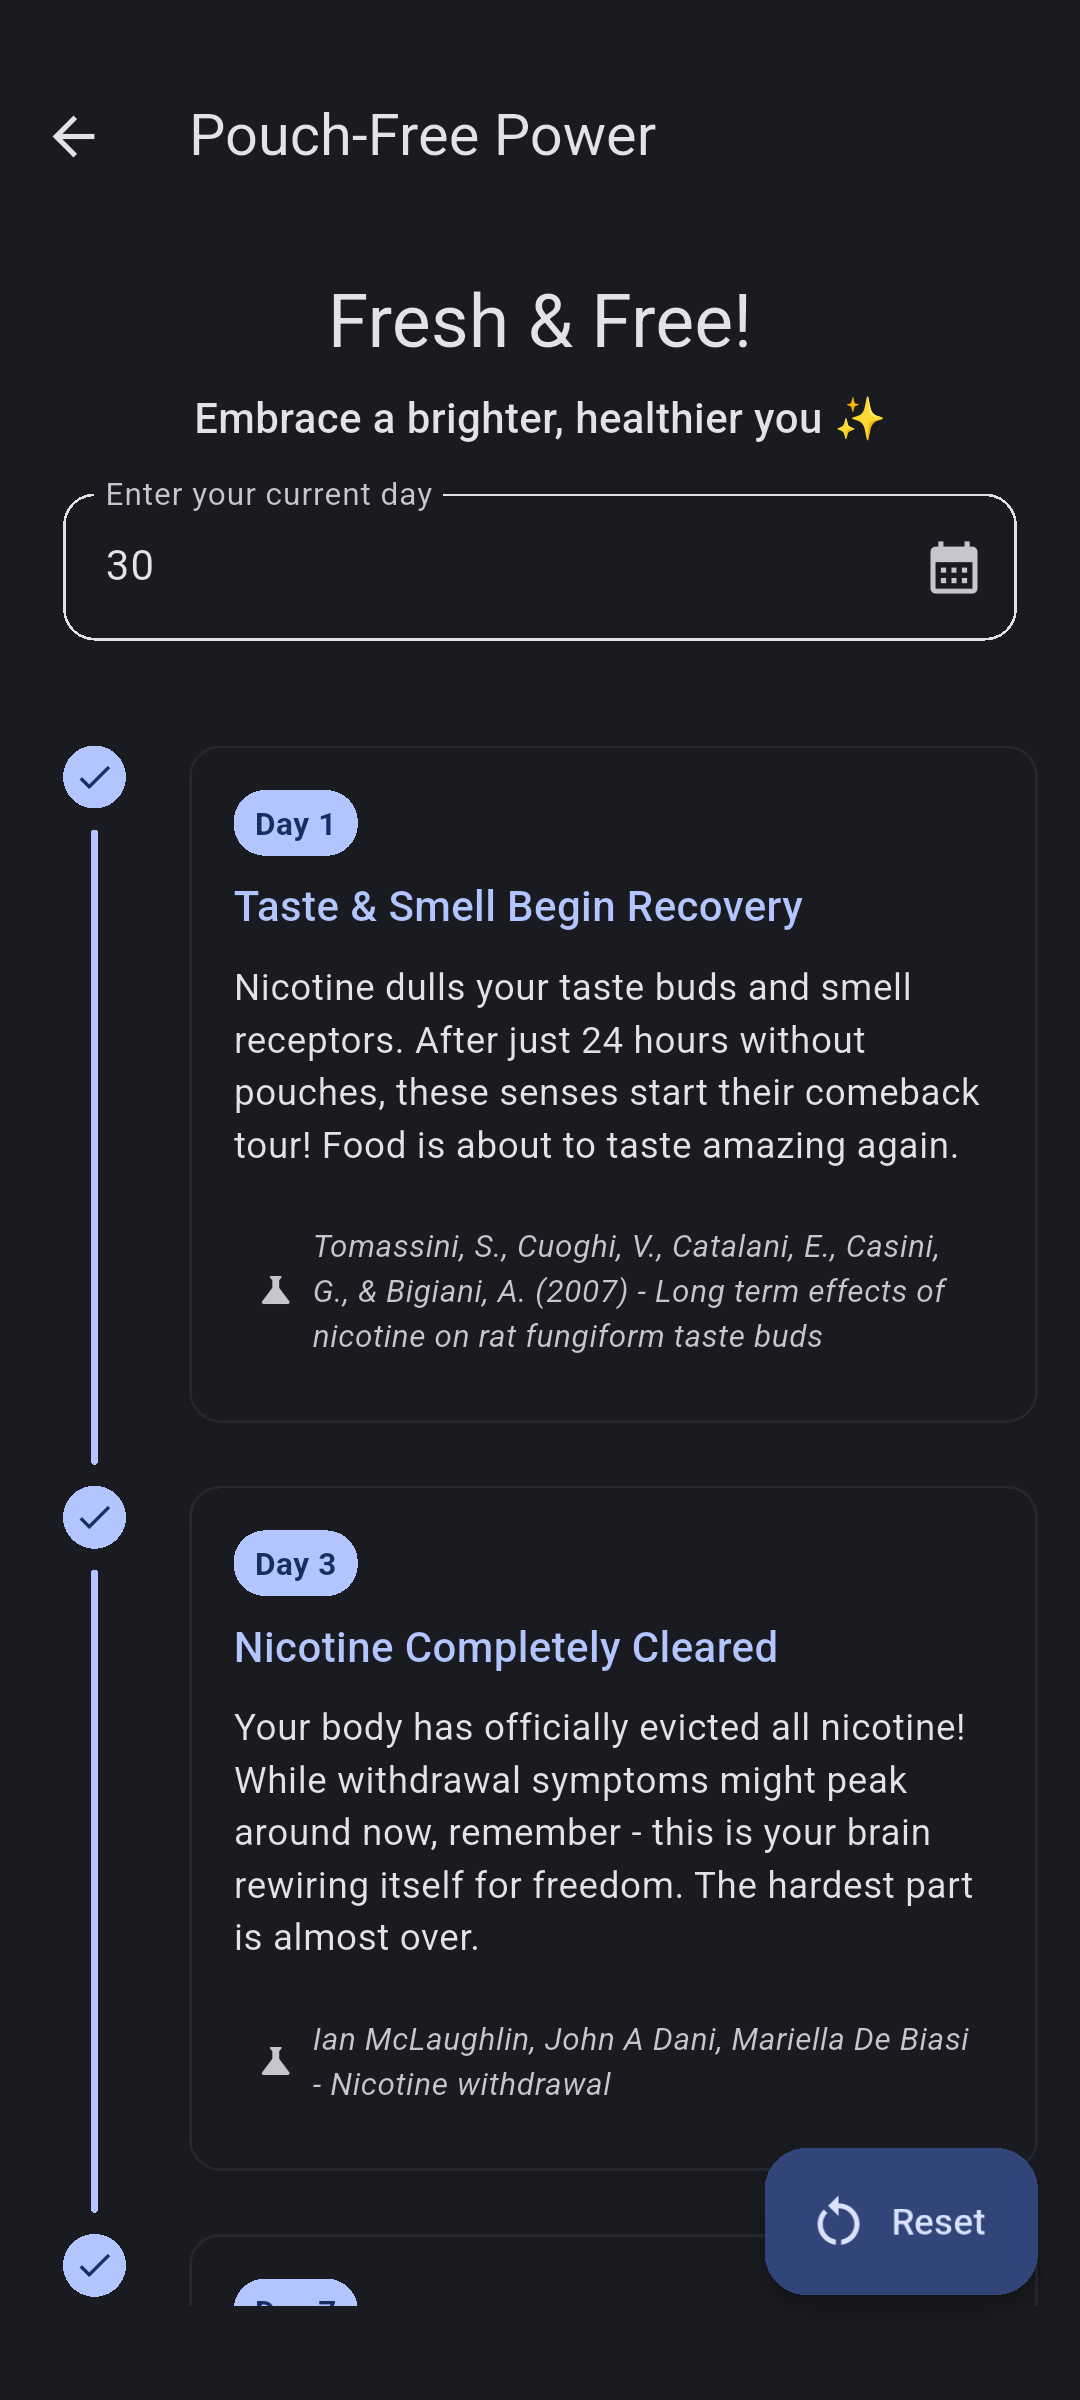 Pouch-Free Power
Fresh & Free!
Embrace a brighter, healthier you ✨
Enter your current day
30
Day 1
Taste & Smell Begin Recovery
Nicotine dulls your taste buds and smell
receptors. After just 24 hours without
pouches, these senses start their comeback
tour! Food is about to taste amazing again.
Tomassini, S., Cuoghi, V., Catalani, E., Casini,
G., & Bigiani, A. (2007) - Long term effects of
nicotine on rat fungiform taste buds
Day 3
Nicotine Completely Cleared
Your body has officially evicted all nicotine!
While withdrawal symptoms might peak
around now, remember - this is your brain
rewiring itself for freedom. The hardest part
is almost over.
Ian McLaughlin, John A Dani, Mariella De Biasi
- Nicotine withdrawal
Reset